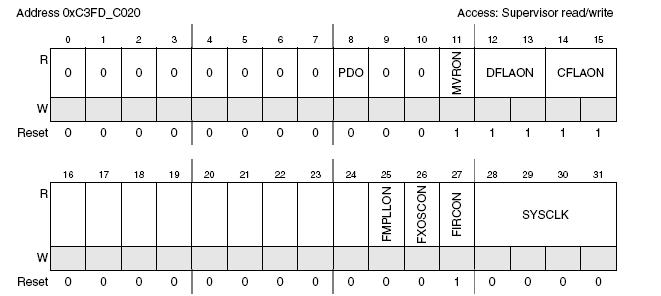 Address 0xC3FD_C020 Access: Supervisor read/write
0 1 2 3 4 5 6 7 8 9 10 11 12 13 14 15
R 0 0 0 0 0 0 0 0 PDO 0 0 MVRON DFLAON CFLAON
W
Reset 0 0 0 0 0 0 0 0 0 0 0 1 1 1 1 1
16 17 18 19 20 21 22 23 24 25 26 27 28 29 30 31
R FMPLLON FXOSCON FIRCON SYSCLK
W
Reset 0 0 0 0 0 0 0 0 0 0 0 1 0 0 0 0